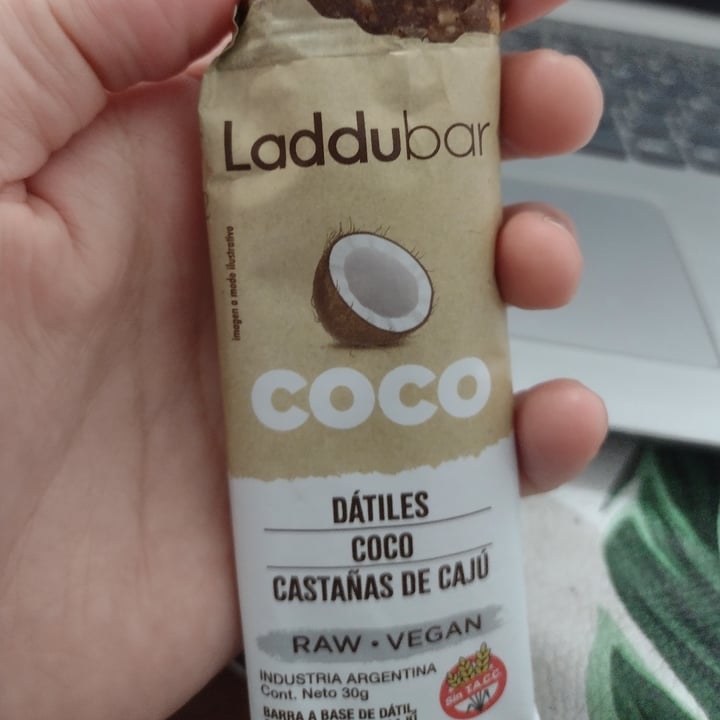 Laddubar
imagen a modo ilustrativo
COCO
DÁTILES
COCO
CASTAÑAS DE CAJÚ
RAW • VEGAN
INDUSTRIA ARGENTINA
Cont. Neto 30g
Sin T.A.C.C.
BARRA A BASE DE DÁTIL,